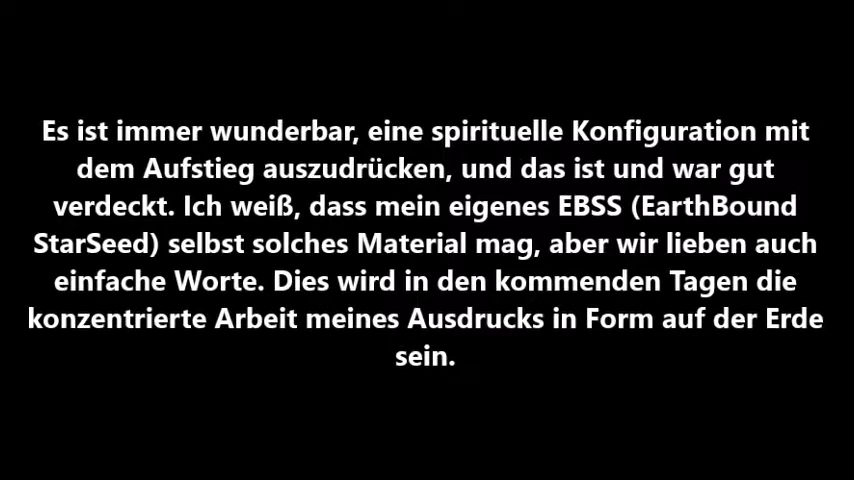 Es ist immer wunderbar, eine spirituelle Konfiguration mit
dem Aufstieg auszudrücken, und das ist und war gut
verdeckt. Ich weiß, dass mein eigenes EBSS (EarthBound
StarSeed) selbst solches Material mag, aber wir lieben auch
einfache Worte. Dies wird in den kommenden Tagen die
konzentrierte Arbeit meines Ausdrucks in Form auf der Erde
sein.